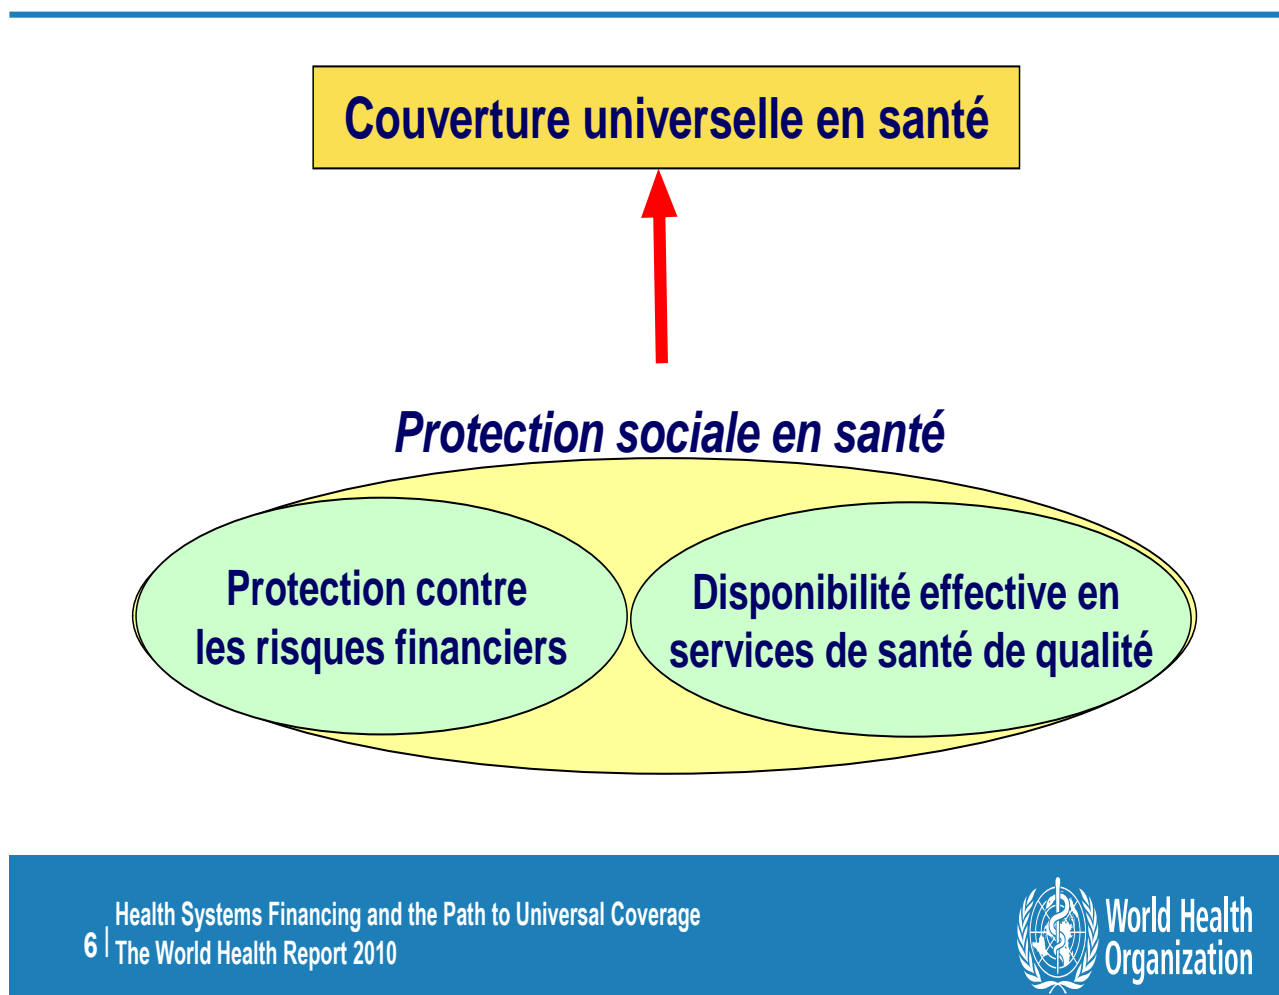 Couverture universelle en santé
Protection sociale en santé
Protection contre
les risques financiers
Disponibilité effective en
services de santé de qualité
Health Systems Financing and the Path to Universal Coverage
6 | The World Health Report 2010
World Health
Organization